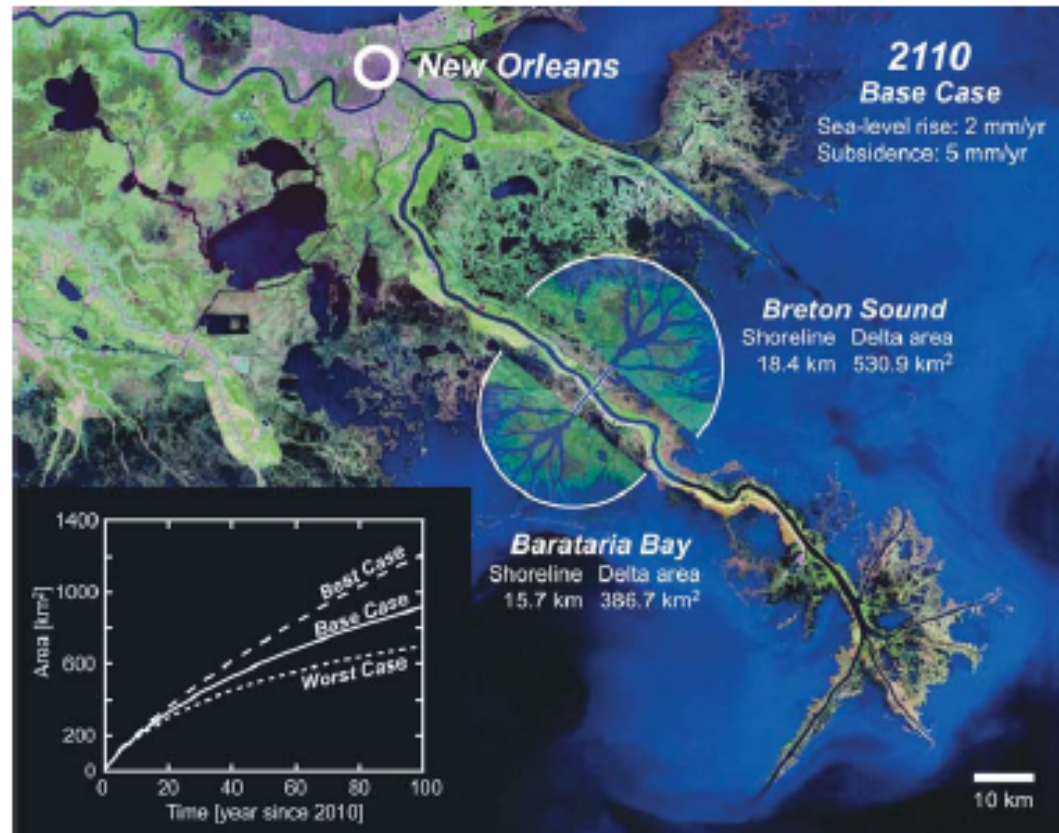 New Orleans
2110
Base Case
Sea-level rise: 2 mm/yr
Subsidence: 5 mm/yr
Breton Sound
Shoreline Delta area
18.4 km 530.9 km²
Barataria Bay
Shoreline Delta area
15.7 km 386.7 km²
1400
1000
600
200
0
Area [km²]
Best Case
Base Case
Worst Case
0 20 40 60 80 100
Time [year since 2010]
10 km